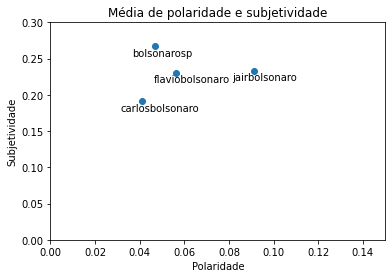 Média de polaridade e subjetividade
0.30
0.25
0.20
0.15
0.10
0.05
0.00
Subjetividade
bolsonarosp
flaviobolsonaro
jairbolsonaro
carlosbolsonaro
0.00 0.02 0.04 0.06 0.08 0.10 0.12 0.14
Polaridade